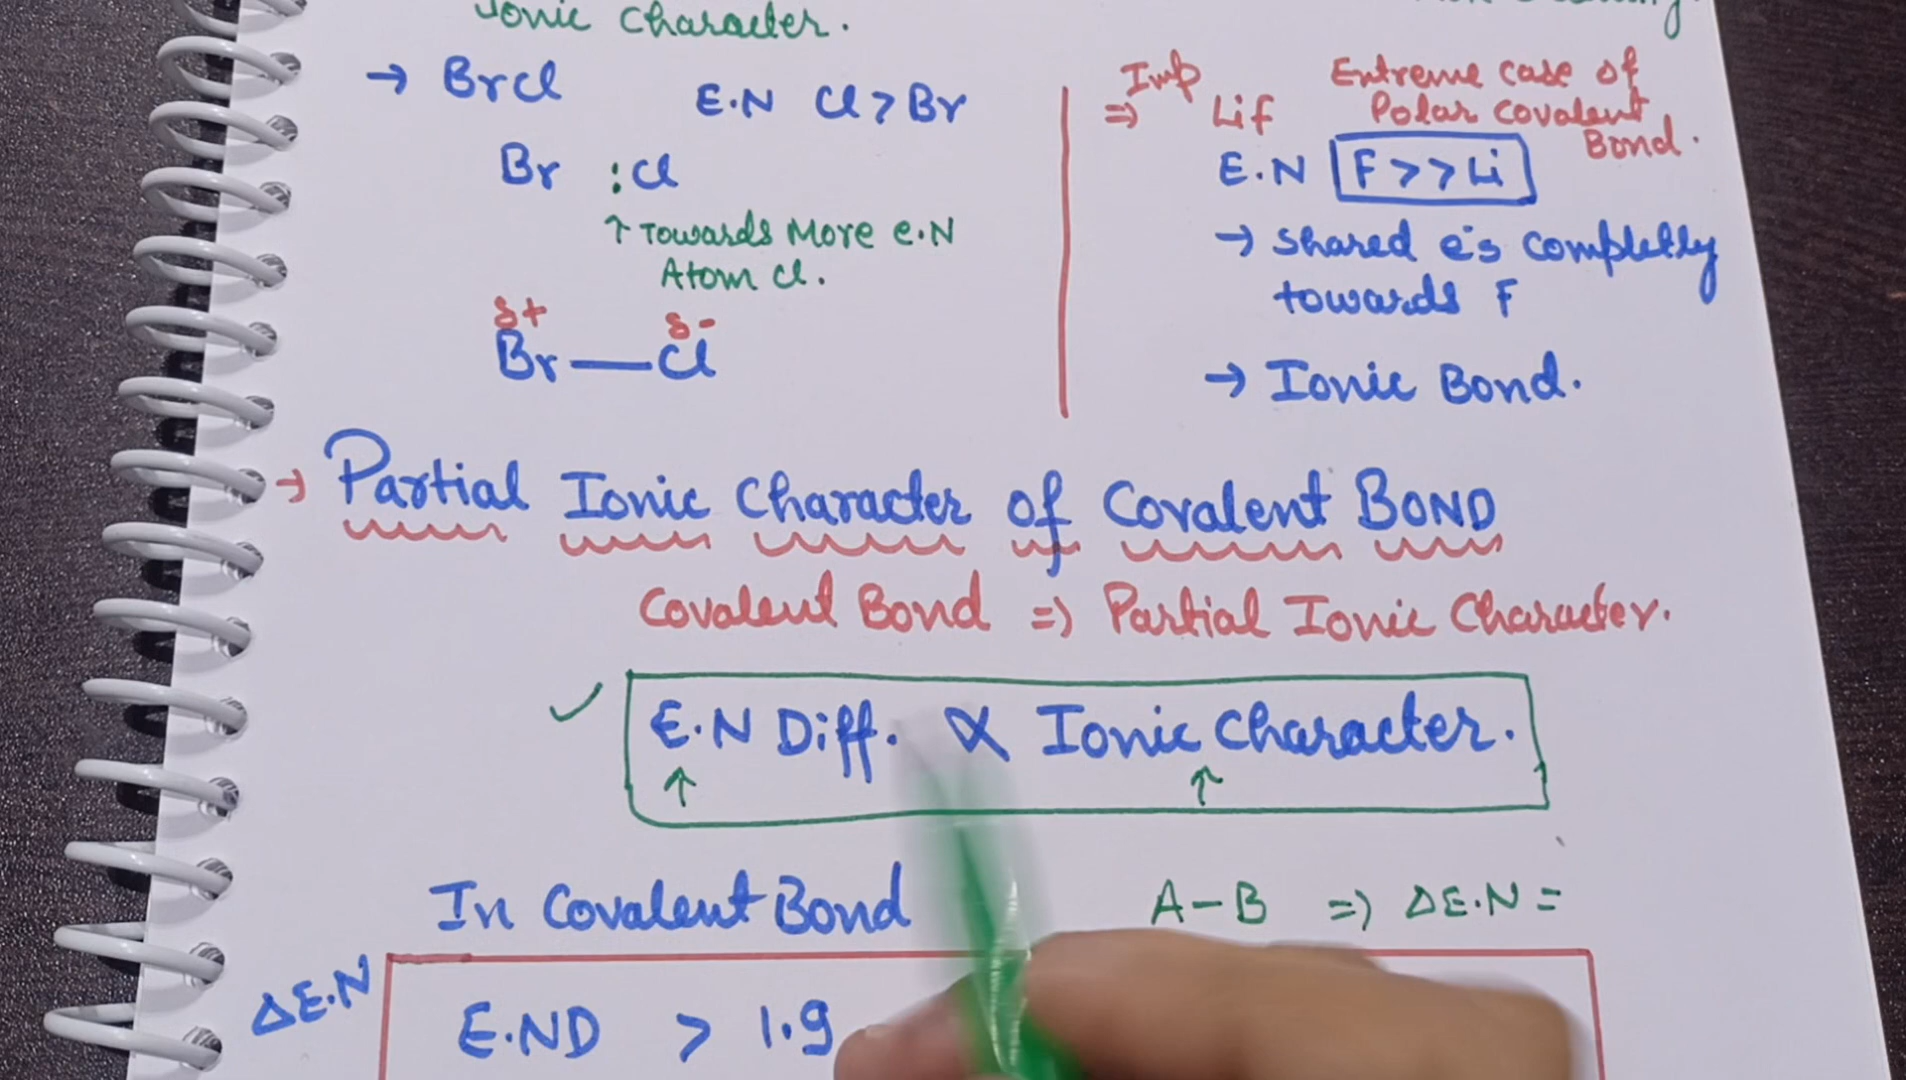 Ionic Character.
→ BrCl E.N Cl > Br
Br :Cl
↑ Towards More e.N
Atom Cl.
δ+ δ-
Br — Cl
Imp
⇒ Lif Extreme case of
Polar covalent
Bond.
E.N F >> Li
→ Shared e's completly
towards F
→ Ionic Bond.
→ Partial Ionic Character of Covalent BOND
Covalent Bond => Partial Ionic Character.
✓ E.N Diff. ∝ Ionic Character.
↑ ↑
In Covalent Bond A-B => ΔE.N =
ΔE.N
E.ND > 1.9